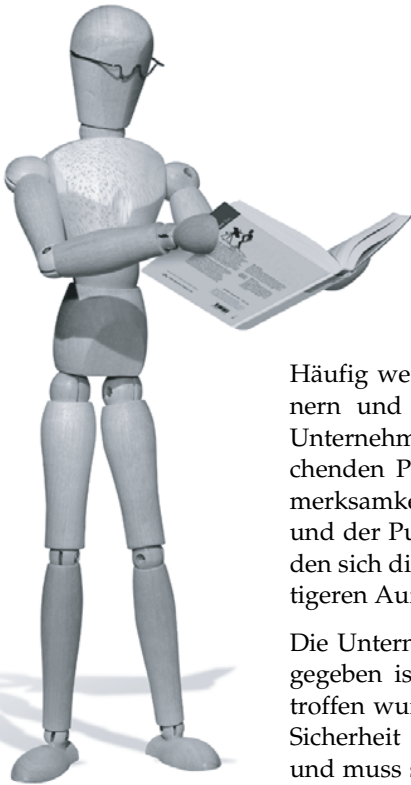 Häufig we
nern und
Unternehm
chenden P
merksamke
und der Pu
den sich di
tigeren Au
Die Untern
gegeben is
troffen wu
Sicherheit
und muss s